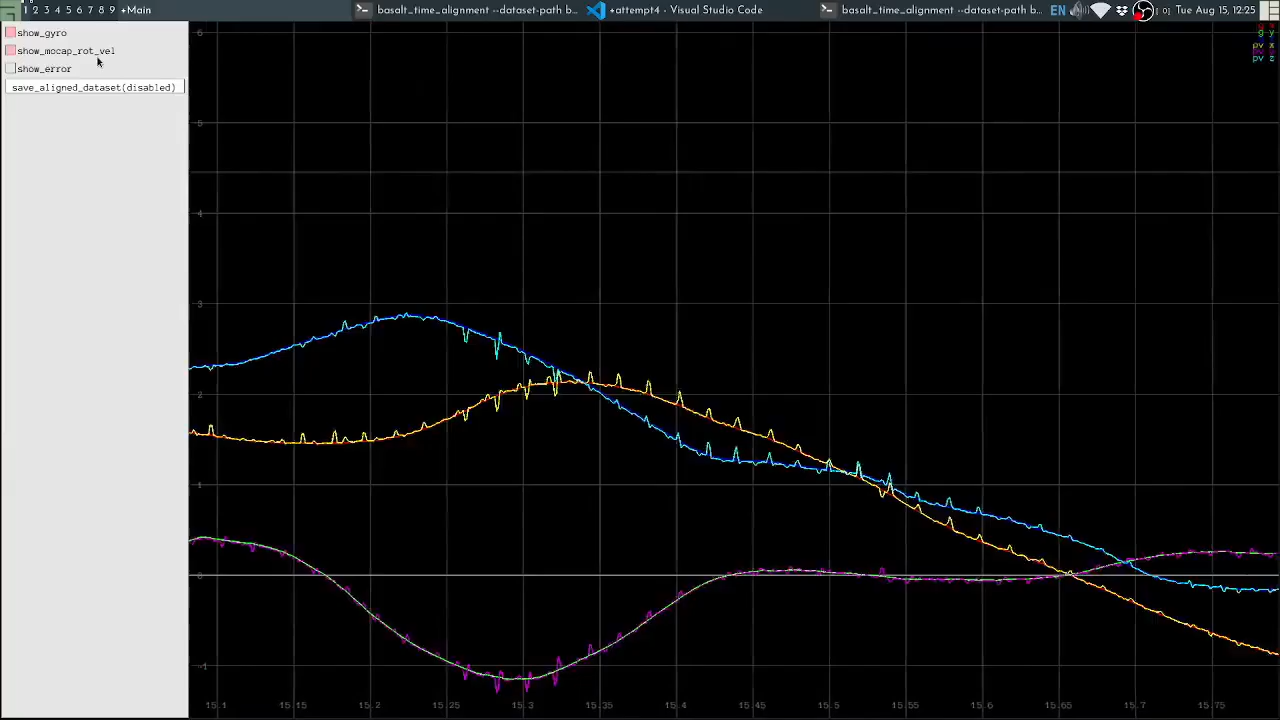 1 2 3 4 5 6 7 8 9 +Main
basalt_time_alignment --dataset-path b...
+attempt4 - Visual Studio Code
basalt_time_alignment --dataset-path b...
EN
Tue Aug 15, 12:25
show_gyro
show_mocap_rot_vel
show_error
save_aligned_dataset(disabled)
g y
pv x
pv z
6
5
4
3
2
1
0
-1
15.1
15.15
15.2
15.25
15.3
15.35
15.4
15.45
15.5
15.55
15.6
15.65
15.7
15.75